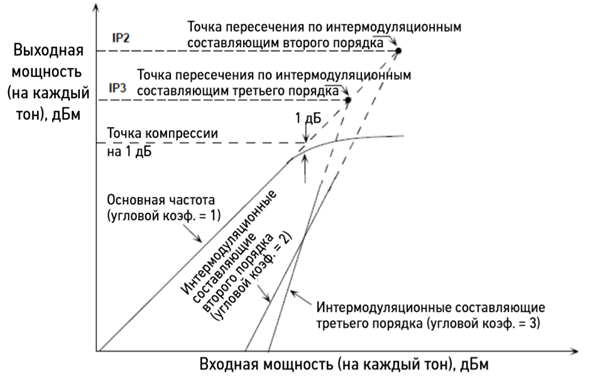 Выходная
мощность
(на каждый
тон), дБм
IP2
Точка пересечения по интермодуляционным
составляющим второго порядка
IP3
Точка пересечения по интермодуляционным
составляющим третьего порядка
1 дБ
Точка компрессии
на 1 дБ
Основная частота
(угловой коэф. = 1)
Интермодуляционные
составляющие
второго порядка
(угловой коэф. = 2)
Интермодуляционные составляющие
третьего порядка (угловой коэф. = 3)
Входная мощность (на каждый тон), дБм